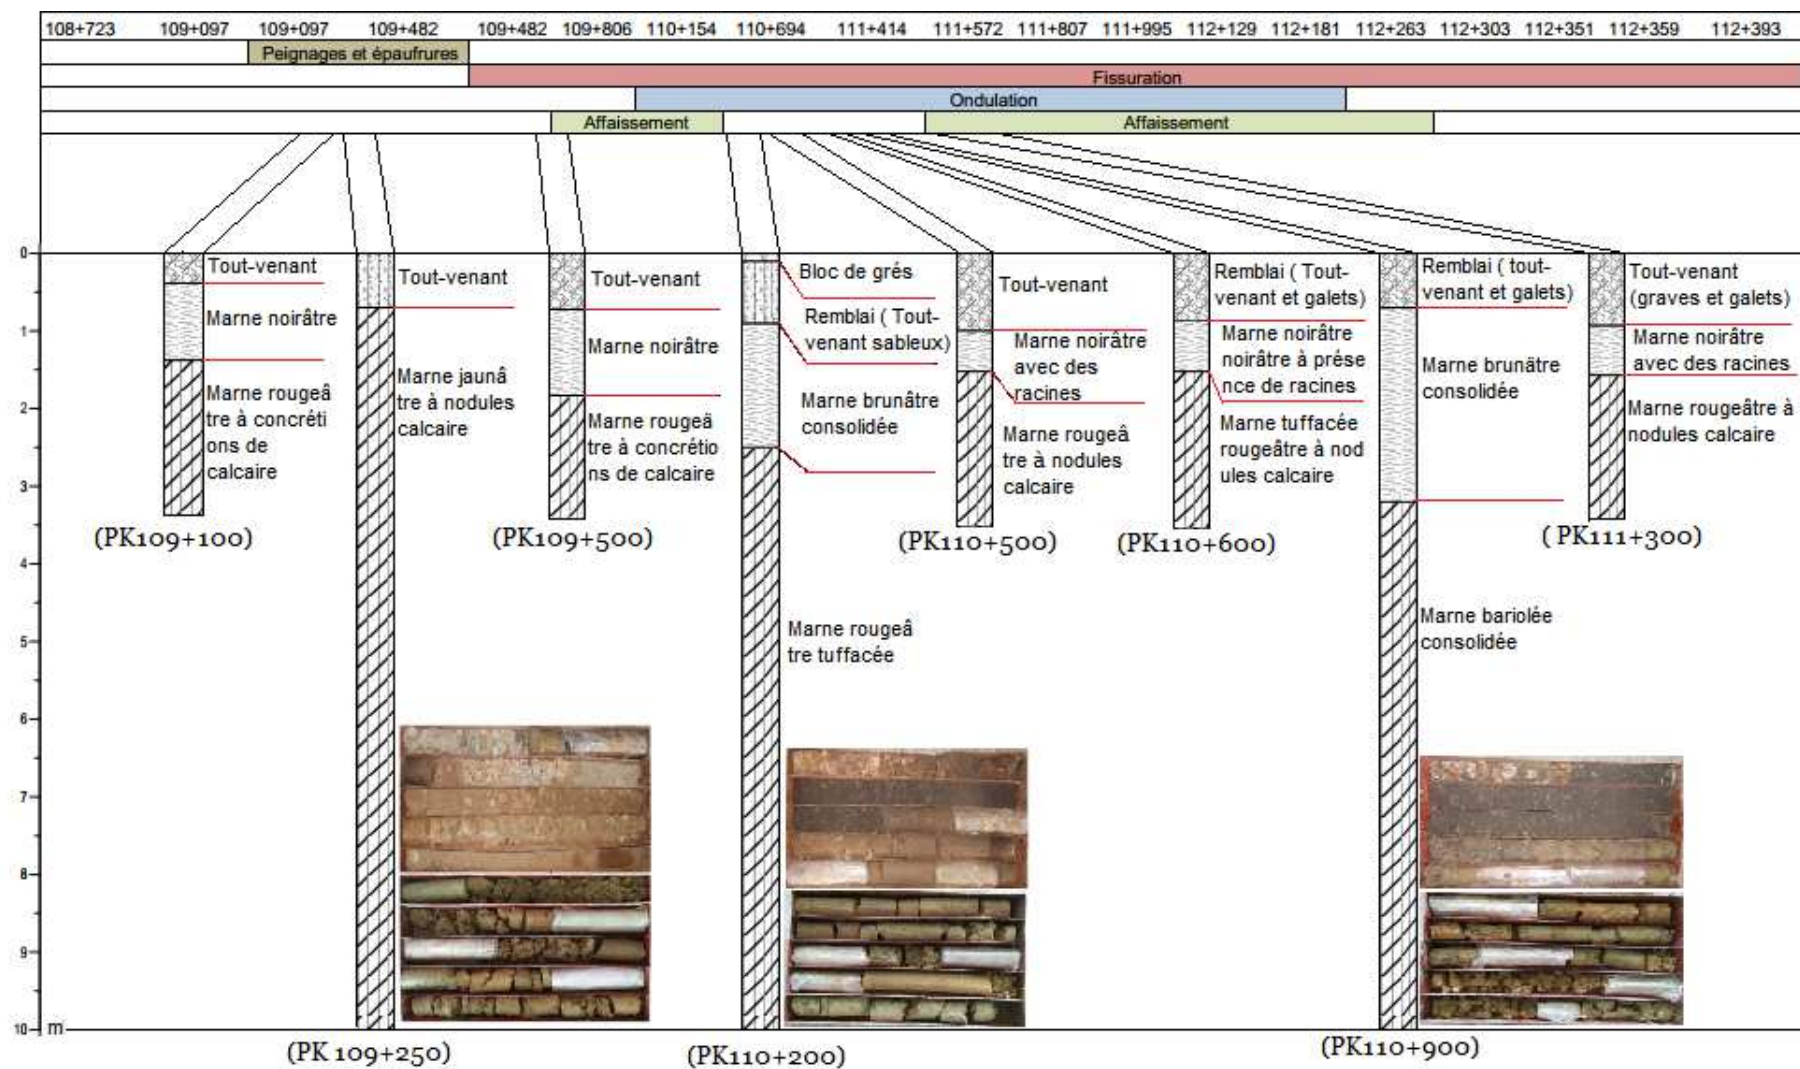 108+723 109+097 109+097 109+482 109+482 109+806 110+154 110+694 111+414 111+572 111+807 111+995 112+129 112+181 112+263 112+303 112+351 112+359 112+393
Peignages et épaufrures
Fissuration
Ondulation
Affaissement Affaissement
0
1
2
3
4
5
6
7
8
9
10 m
Tout-venant
Marne noirâtre
Marne rougeâ
tre à concréti
ons de
calcaire
(PK109+100)
Tout-venant
Marne jaunâ
tre à nodules
calcaire
(PK 109+250)
Tout-venant
Marne noirâtre
Marne rougeä
tre à concrétio
ns de calcaire
(PK109+500)
Bloc de grés
Remblai ( Tout-
venant sableux)
Marne brunâtre
consolidée
Marne rougeâ
tre tuffacée
(PK110+200)
Tout-venant
Marne noirâtre
avec des
racines
Marne rougeâ
tre à nodules
calcaire
(PK110+500)
Remblai ( Tout-
venant et galets)
Marne noirâtre
noirâtre à prése
nce de racines
Marne tuffacée
rougeâtre à nod
ules calcaire
(PK110+600)
Remblai ( tout-
venant et galets)
Marne brunätre
consolidée
Marne bariolée
consolidée
(PK110+900)
Tout-venant
(graves et galets)
Marne noirâtre
avec des racines
Marne rougeâtre à
nodules calcaire
( PK111+300)